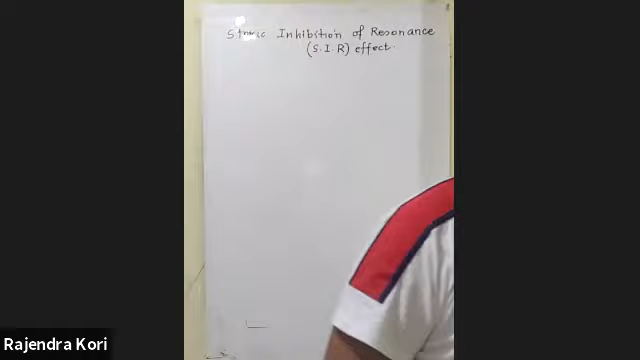 Steric Inhibition of Resonance
(S.I.R) effect.
Rajendra Kori